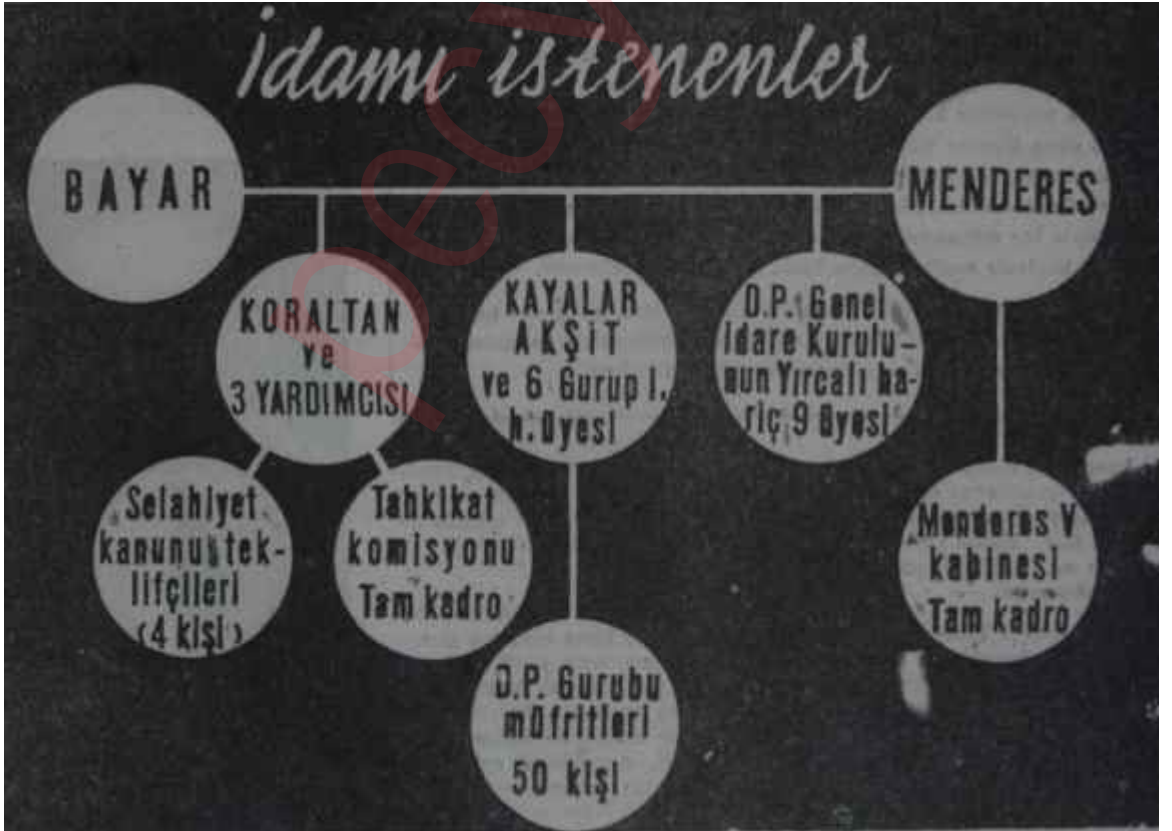 İdamı istenenler
BAYAR
MENDERES
KORALTAN
ve
3 YARDIMCISI
KAYALAR
AKŞİT
ve 6 Gurup İ.
h. üyesi
D.P. Genel
İdare Kurulu-
nun Yırcalı ha-
riç 9 üyesi
Selahiyet
kanunu tek-
lifçileri
(4 kişi)
Tahkikat
komisyonu
Tam kadro
Menderes V
kabinesi
Tam kadro
D.P. Gurubu
müfritleri
50 kişi
pecy